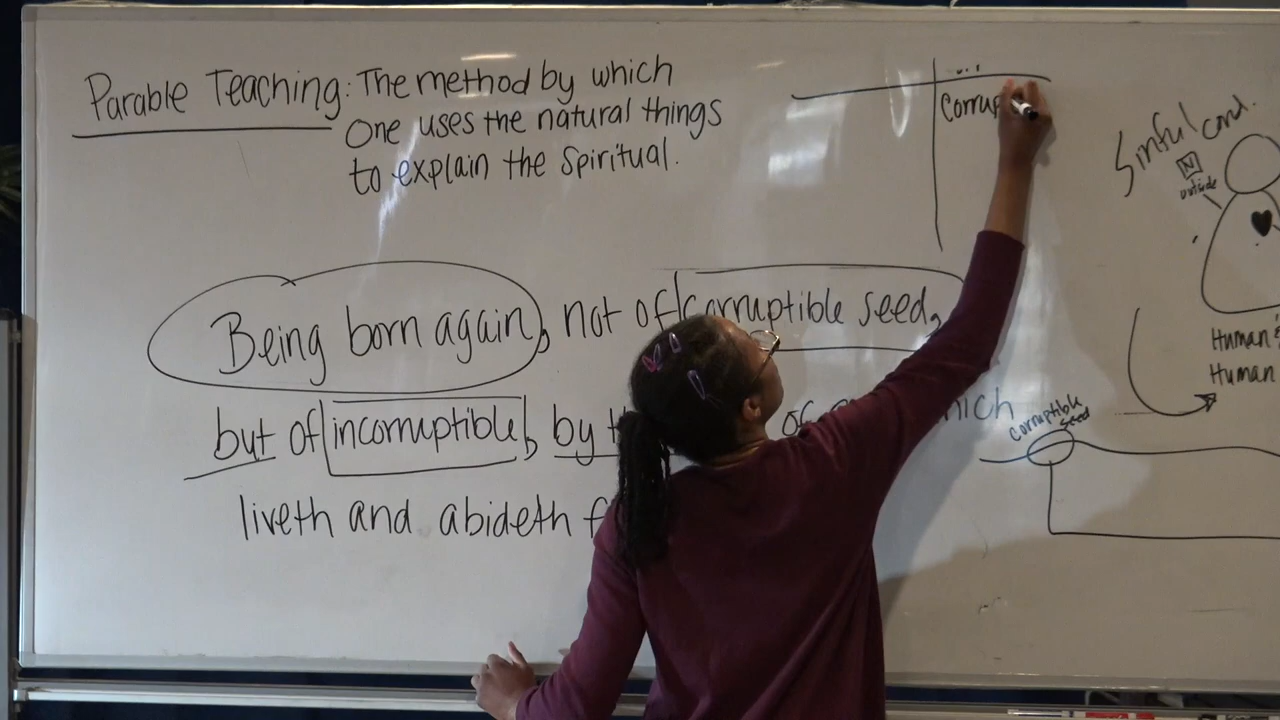 Parable Teaching: The method by which
one uses the natural things
to explain the spiritual.
Corrup
Sinful cond.
N
outside
Being born again, not of corruptible seed,
but of incorruptible, by
of
liveth and abideth
Human
Human
corruptible
seed